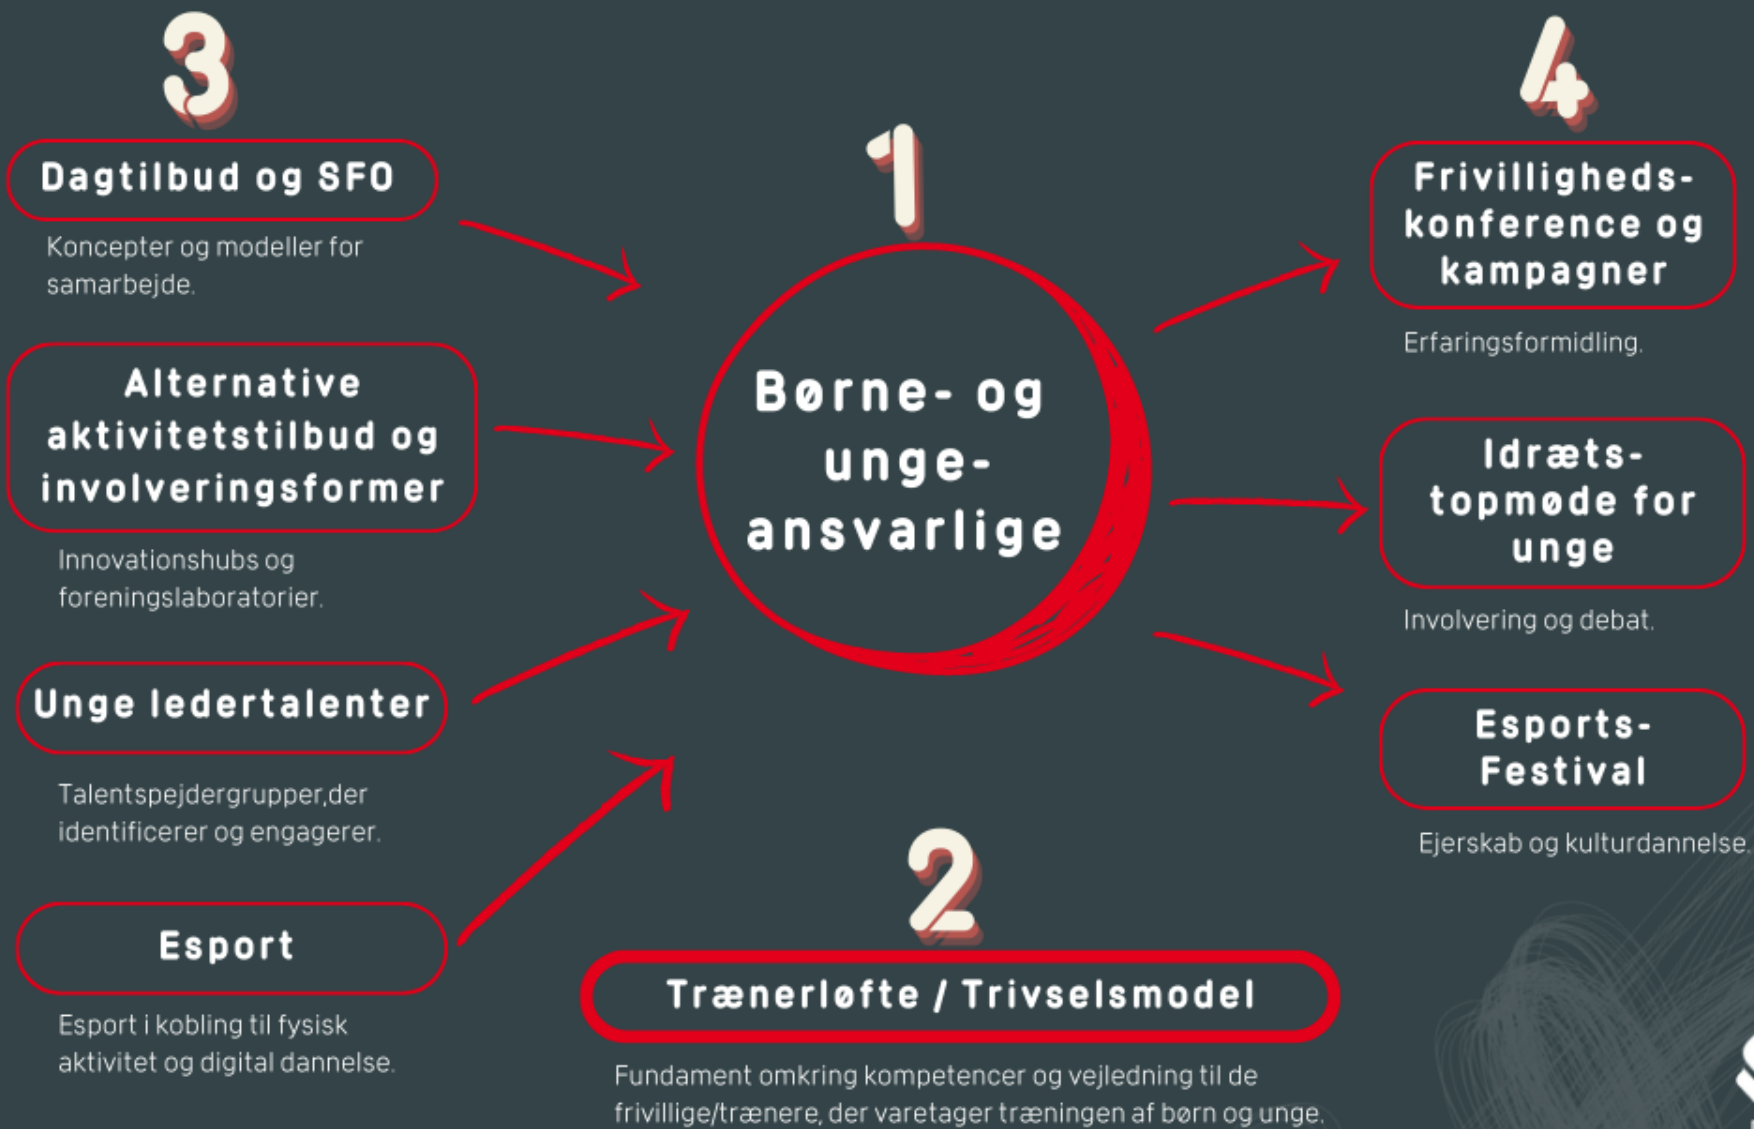 3
Dagtilbud og SFO
Koncepter og modeller for
samarbejde.
Alternative
aktivitetstilbud og
involveringsformer
Innovationshubs og
foreningslaboratorier.
Unge ledertalenter
Talentspejdergrupper,der
identificerer og engagerer.
Esport
Esport i kobling til fysisk
aktivitet og digital dannelse.
1
Børne- og
unge-
ansvarlige
2
Trænerløfte / Trivselsmodel
Fundament omkring kompetencer og vejledning til de
frivillige/trænere, der varetager træningen af børn og unge.
4
Frivilligheds-
konference og
kampagner
Erfaringsformidling.
Idræts-
topmøde for
unge
Involvering og debat.
Esports-
Festival
Ejerskab og kulturdannelse.